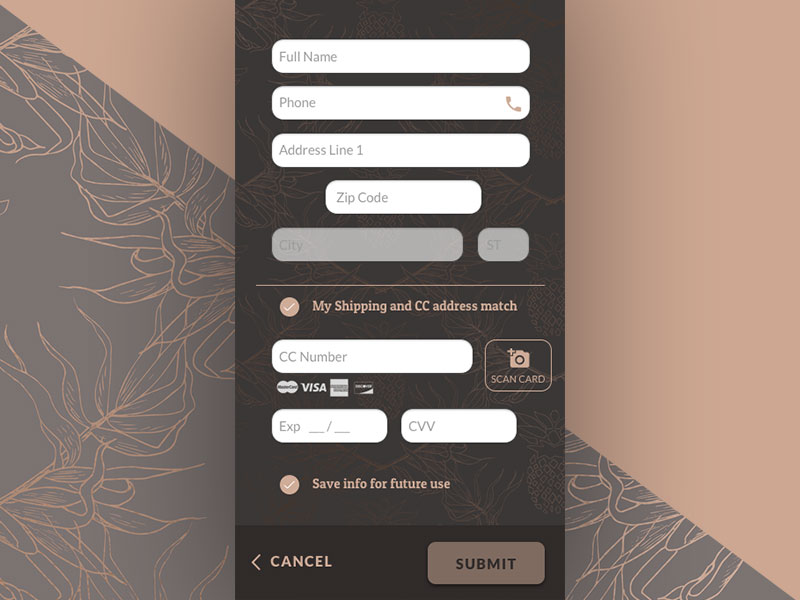 Full Name
Phone
Address Line 1
Zip Code
City
ST
My Shipping and CC address match
CC Number
SCAN CARD
MasterCard VISA DISCOVER
Exp __ / __
CVV
Save info for future use
CANCEL
SUBMIT